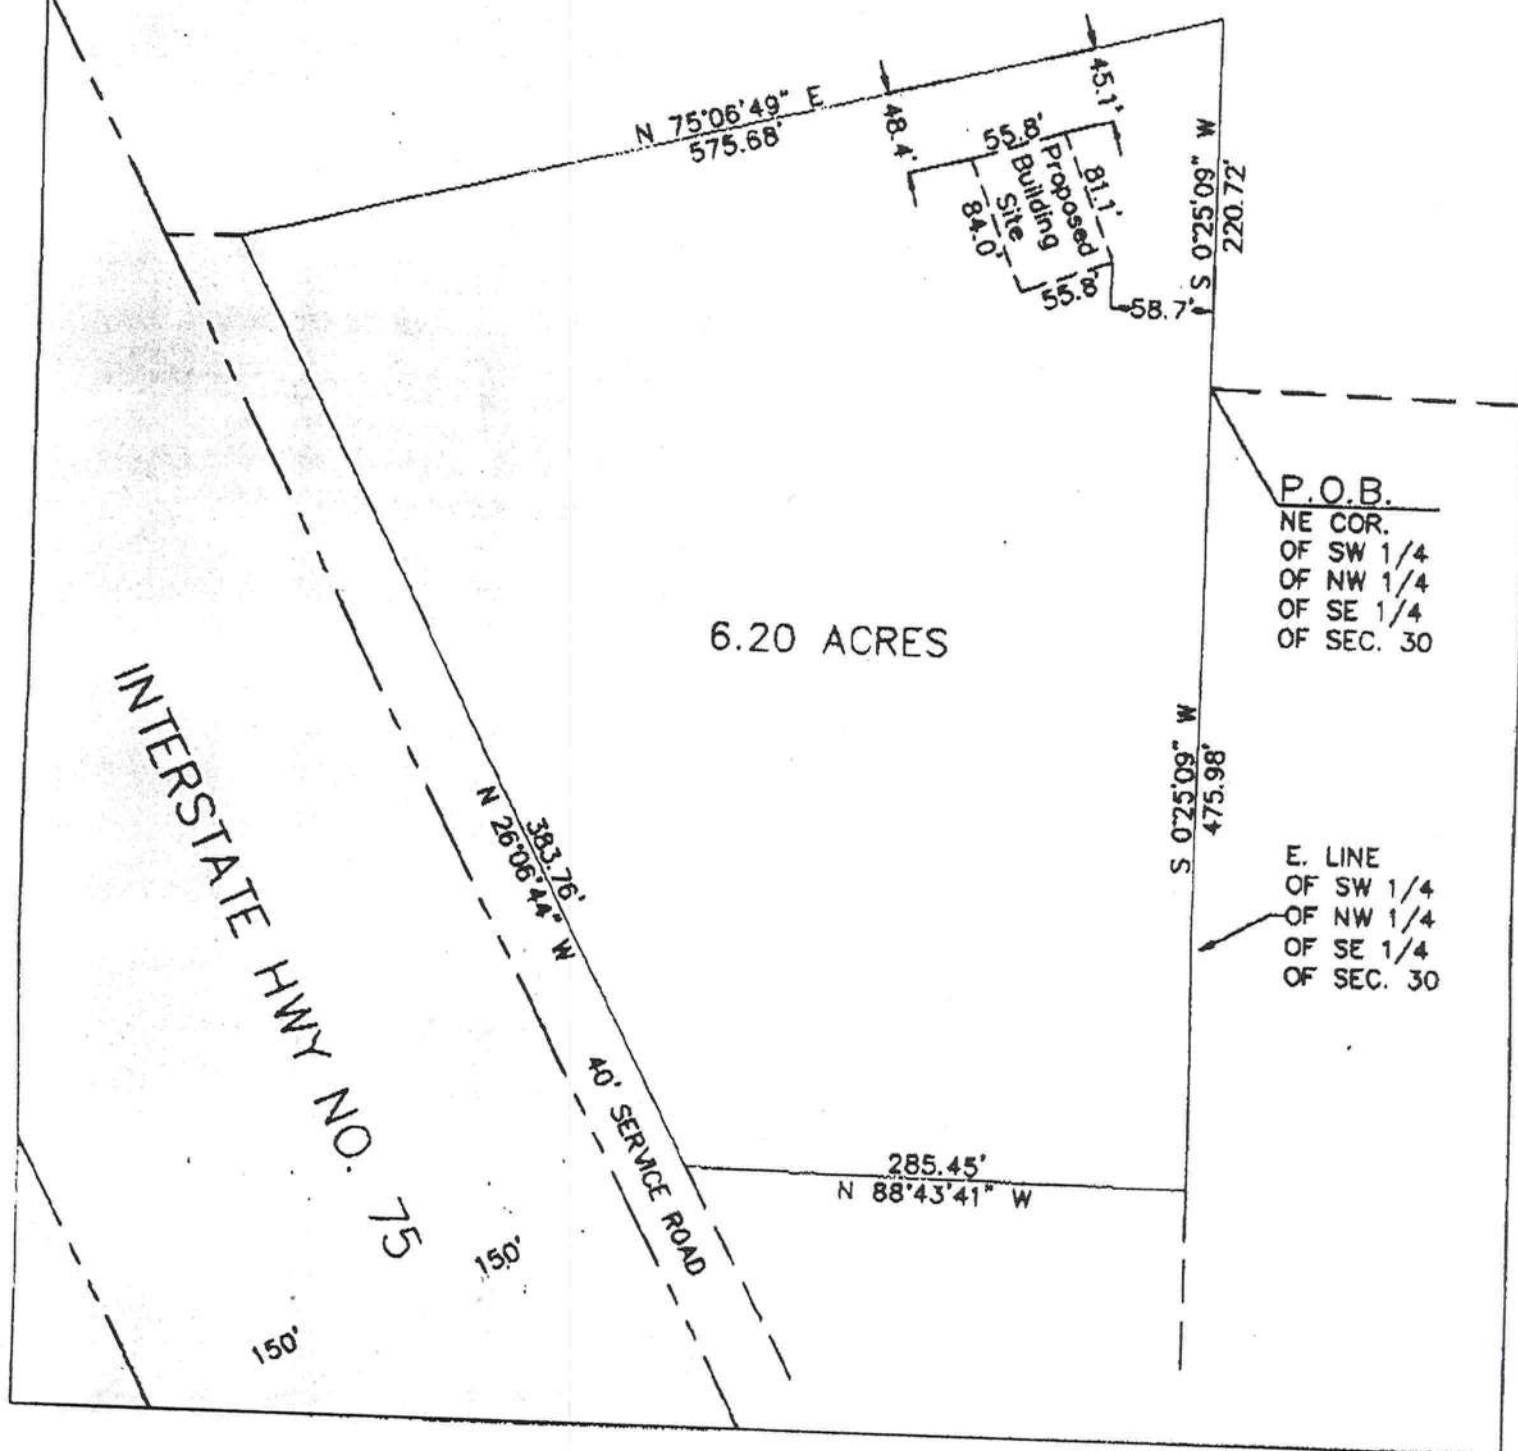 N 75°06'49" E
575.68'
48.4'
45.1'
55.8'
Proposed
Building
Site
81.1'
84.0'
55.8'
58.7'
S 0°25'09" W
220.72'
P.O.B.
NE COR.
OF SW 1/4
OF NW 1/4
OF SE 1/4
OF SEC. 30
6.20 ACRES
S 0°25'09" W
475.98'
E. LINE
OF SW 1/4
OF NW 1/4
OF SE 1/4
OF SEC. 30
383.76'
N 26°06'44" W
INTERSTATE HWY NO. 75
40' SERVICE ROAD
285.45'
N 88°43'41" W
150'
150'